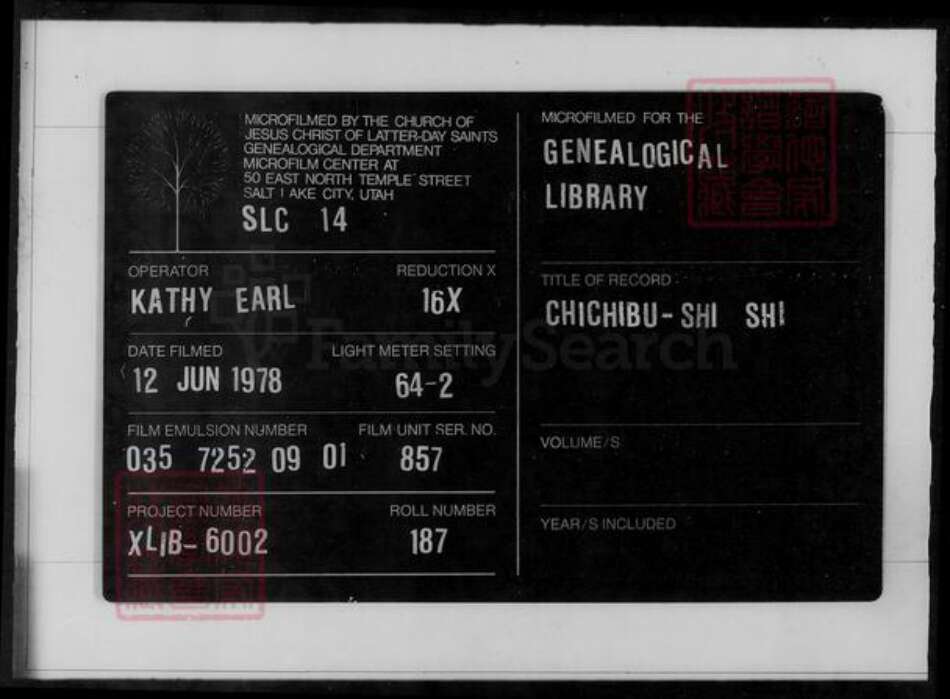 MICROFILMED BY THE CHURCH OF
JESUS CHRIST OF LATTER-DAY SAINTS
GENEALOGICAL DEPARTMENT
MICROFILM CENTER AT
50 EAST NORTH TEMPLE STREET
SALT LAKE CITY, UTAH
SLC 14
OPERATOR REDUCTION X
KATHY EARL 16X
DATE FILMED LIGHT METER SETTING
12 JUN 1978 64-2
FILM EMULSION NUMBER FILM UNIT SER. NO.
035 7252 09 01 857
PROJECT NUMBER ROLL NUMBER
XLIB-6002 187
MICROFILMED FOR THE
GENEALOGICAL
LIBRARY
TITLE OF RECORD
CHICHIBU-SHI SHI
VOLUME/S
YEAR/S INCLUDED
FamilySearch